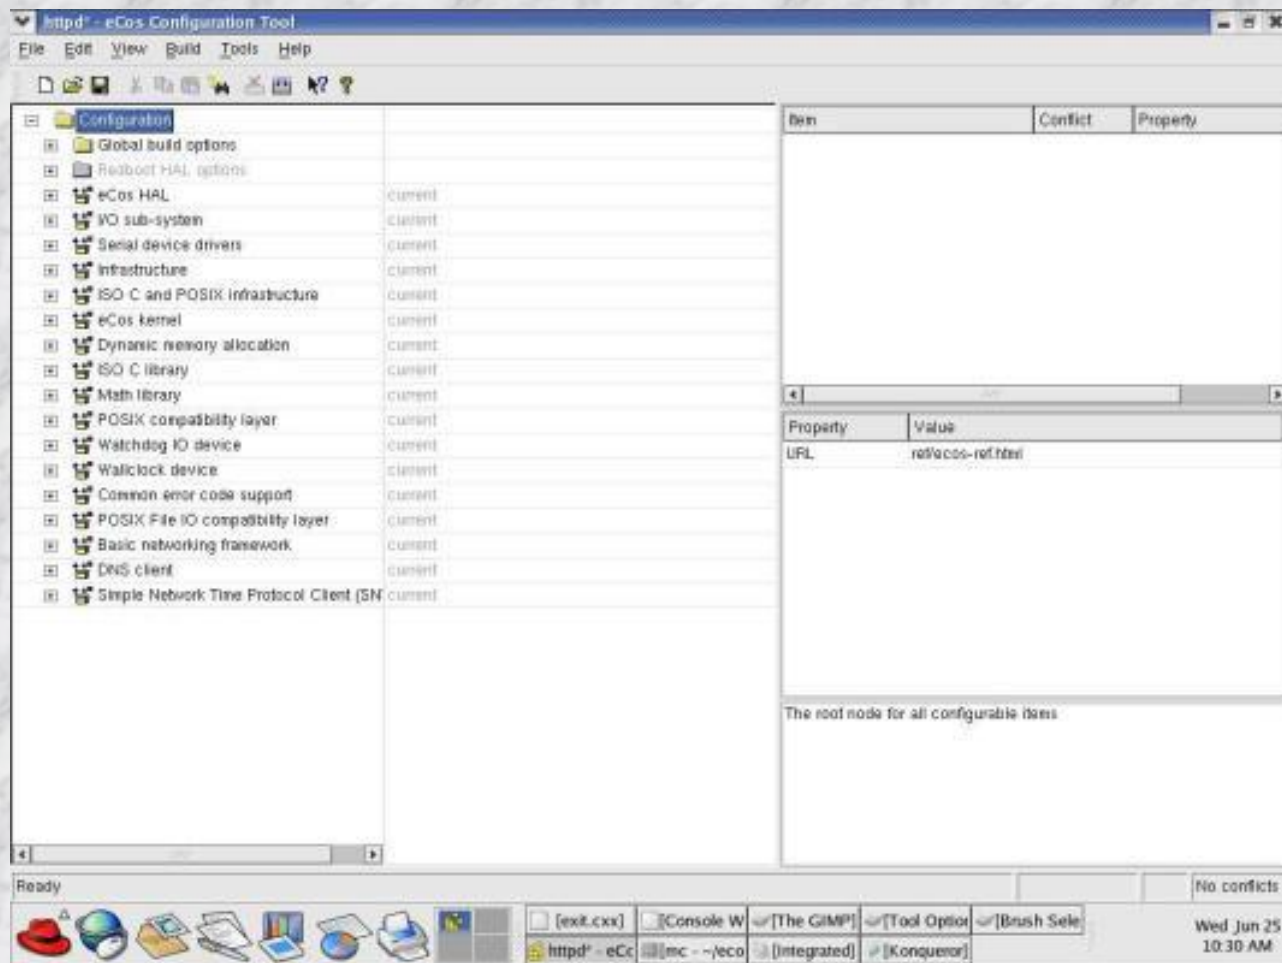 httpd* - eCos Configuration Tool
File Edit View Build Tools Help
Configuration
Global build options
Redboot HAL options
eCos HAL current
I/O sub-system current
Serial device drivers current
Infrastructure current
ISO C and POSIX infrastructure current
eCos kernel current
Dynamic memory allocation current
ISO C library current
Math library current
POSIX compatibility layer current
Watchdog IO device current
Wallclock device current
Common error code support current
POSIX File IO compatibility layer current
Basic networking framework current
DNS client current
Simple Network Time Protocol Client (SN current
Item Conflict Property
Property Value
URL ref/ecos-ref.html
The root node for all configurable items
Ready
No conflicts
[exit.cxx] [Console W [The GIMP] [Tool Option [Brush Sele
httpd* - eCc [mc - ~/eco [Integrated] [Konqueror]
Wed Jun 25
10:30 AM